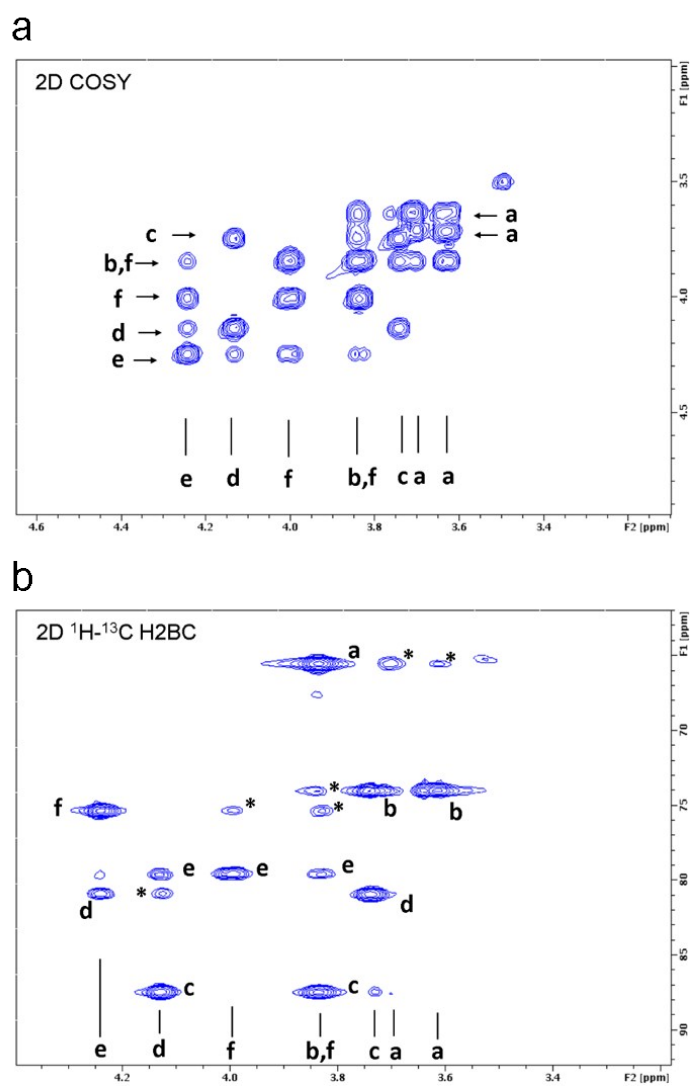 a
2D COSY
F1 [ppm]
3.5
4.0
4.5
a
a
c
b,f
f
d
e
e d f b,f c a a
4.6 4.4 4.2 4.0 3.8 3.6 3.4 F2 [ppm]
b
2D ¹H-¹³C H2BC
F1 [ppm]
70
75
80
85
90
a * *
* b b
f * *
e e e
d * d
c c
e d f b,f c a a
4.2 4.0 3.8 3.6 3.4 F2 [ppm]